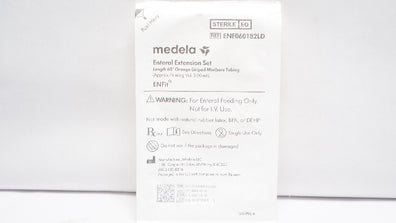 STERILE EO
REF ENF060182LD
medela
Enteral Extension Set
Length 60" Orange Striped Microbore Tubing
ENFit
WARNING: For Enteral Feeding Only.
Not for I.V. Use.
Not made with natural rubber latex, BPA, or DEHP
See Directions
Single Use Only
Do not use if the package is damaged